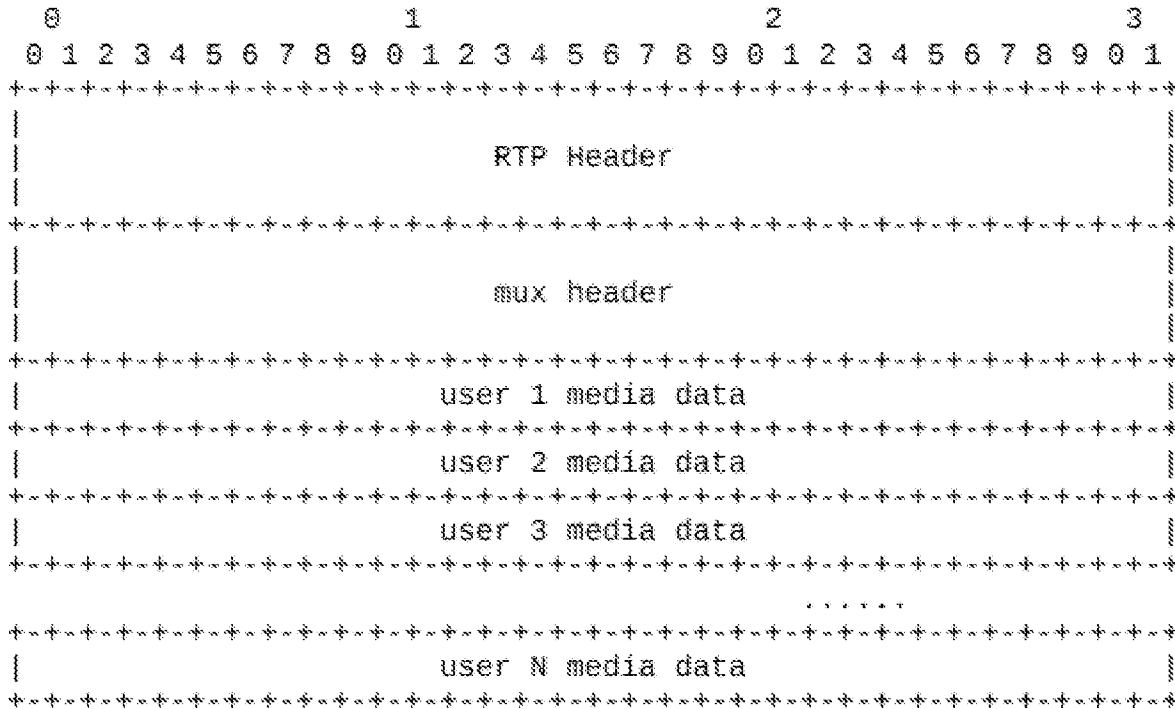 0                   1                   2                   3
0 1 2 3 4 5 6 7 8 9 0 1 2 3 4 5 6 7 8 9 0 1 2 3 4 5 6 7 8 9 0 1
+-+-+-+-+-+-+-+-+-+-+-+-+-+-+-+-+-+-+-+-+-+-+-+-+-+-+-+-+-+-+-+-+
|                                                               |
|                          RTP Header                           |
|                                                               |
+-+-+-+-+-+-+-+-+-+-+-+-+-+-+-+-+-+-+-+-+-+-+-+-+-+-+-+-+-+-+-+-+
|                                                               |
|                          mux header                           |
|                                                               |
+-+-+-+-+-+-+-+-+-+-+-+-+-+-+-+-+-+-+-+-+-+-+-+-+-+-+-+-+-+-+-+-+
|                       user 1 media data                       |
+-+-+-+-+-+-+-+-+-+-+-+-+-+-+-+-+-+-+-+-+-+-+-+-+-+-+-+-+-+-+-+-+
|                       user 2 media data                       |
+-+-+-+-+-+-+-+-+-+-+-+-+-+-+-+-+-+-+-+-+-+-+-+-+-+-+-+-+-+-+-+-+
|                       user 3 media data                       |
+-+-+-+-+-+-+-+-+-+-+-+-+-+-+-+-+-+-+-+-+-+-+-+-+-+-+-+-+-+-+-+-+
                                            ......
+-+-+-+-+-+-+-+-+-+-+-+-+-+-+-+-+-+-+-+-+-+-+-+-+-+-+-+-+-+-+-+-+
|                       user N media data                       |
+-+-+-+-+-+-+-+-+-+-+-+-+-+-+-+-+-+-+-+-+-+-+-+-+-+-+-+-+-+-+-+-+